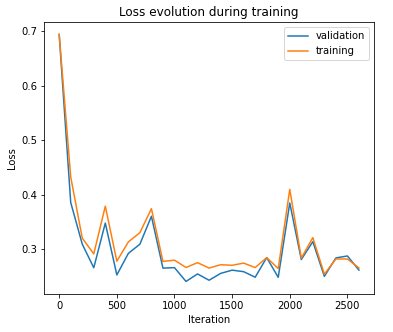 Loss evolution during training
validation
training
0.7
0.6
0.5
0.4
0.3
Loss
0
500
1000
1500
2000
2500
Iteration